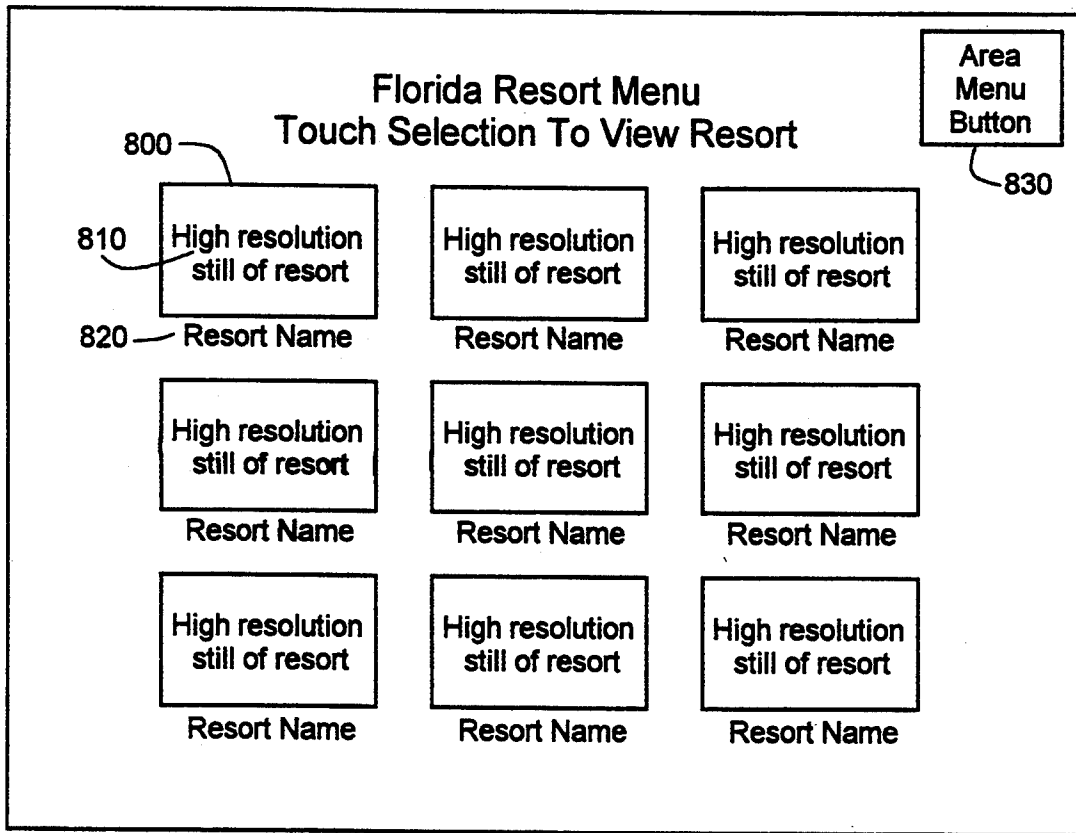 Area
Menu
Button
830
Florida Resort Menu
Touch Selection To View Resort
800
810
High resolution
still of resort
High resolution
still of resort
High resolution
still of resort
820
Resort Name
Resort Name
Resort Name
High resolution
still of resort
High resolution
still of resort
High resolution
still of resort
Resort Name
Resort Name
Resort Name
High resolution
still of resort
High resolution
still of resort
High resolution
still of resort
Resort Name
Resort Name
Resort Name